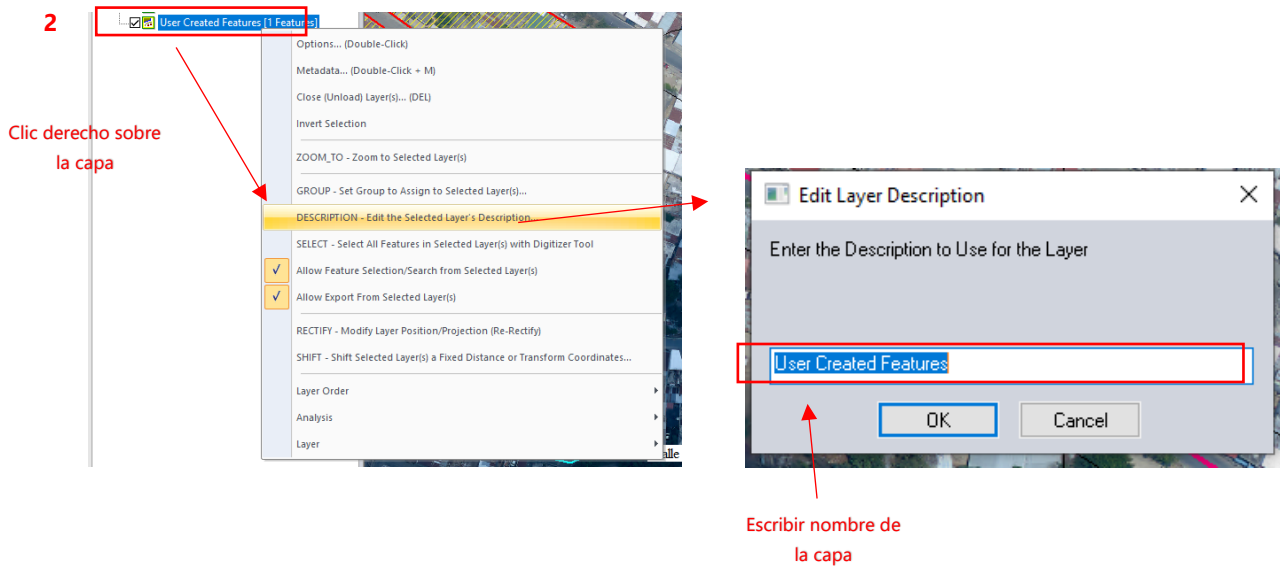 2
User Created Features [1 Features]
Clic derecho sobre
la capa
Options... (Double-Click)
Metadata... (Double-Click + M)
Close (Unload) Layer(s)... (DEL)
Invert Selection
ZOOM_TO - Zoom to Selected Layer(s)
GROUP - Set Group to Assign to Selected Layer(s)...
DESCRIPTION - Edit the Selected Layer's Description...
SELECT - Select All Features in Selected Layer(s) with Digitizer Tool
Allow Feature Selection/Search from Selected Layer(s)
Allow Export From Selected Layer(s)
RECTIFY - Modify Layer Position/Projection (Re-Rectify)
SHIFT - Shift Selected Layer(s) a Fixed Distance or Transform Coordinates...
Layer Order
Analysis
Layer
alle
Edit Layer Description
Enter the Description to Use for the Layer
User Created Features
OK Cancel
Escribir nombre de
la capa